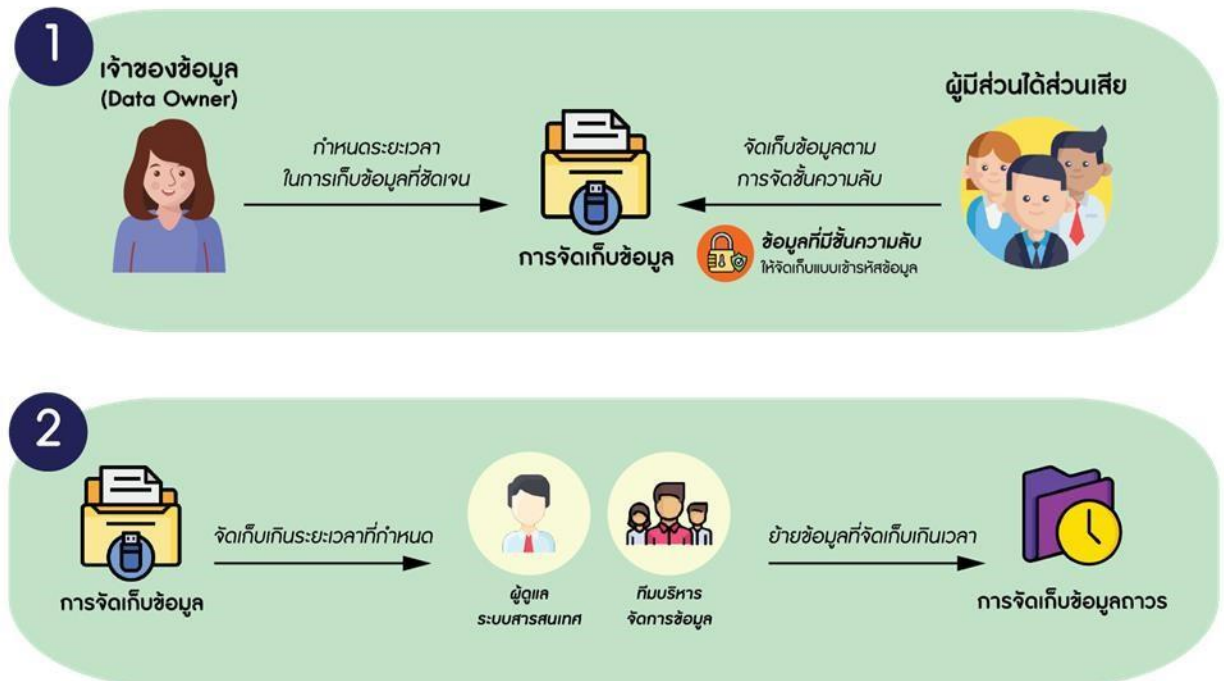 1
เจ้าของข้อมูล
(Data Owner)
กำหนดระยะเวลา
ในการเก็บข้อมูลที่ชัดเจน
การจัดเก็บข้อมูล
ผู้มีส่วนได้ส่วนเสีย
จัดเก็บข้อมูลตาม
การจัดชั้นความลับ
ข้อมูลที่มีชั้นความลับ
ให้จัดเก็บแบบเข้ารหัสข้อมูล
2
การจัดเก็บข้อมูล
จัดเก็บเกินระยะเวลาที่กำหนด
ผู้ดูแล
ระบบสารสนเทศ
ทีมบริหาร
จัดการข้อมูล
ย้ายข้อมูลที่จัดเก็บเกินเวลา
การจัดเก็บข้อมูลถาวร